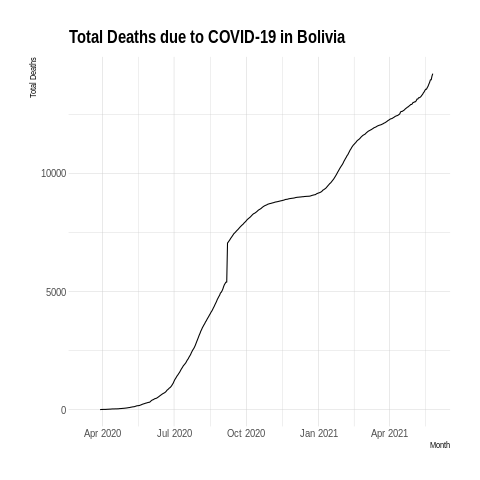 Total Deaths due to COVID-19 in Bolivia
Total Deaths
10000
5000
0
Apr 2020 Jul 2020 Oct 2020 Jan 2021 Apr 2021
Month